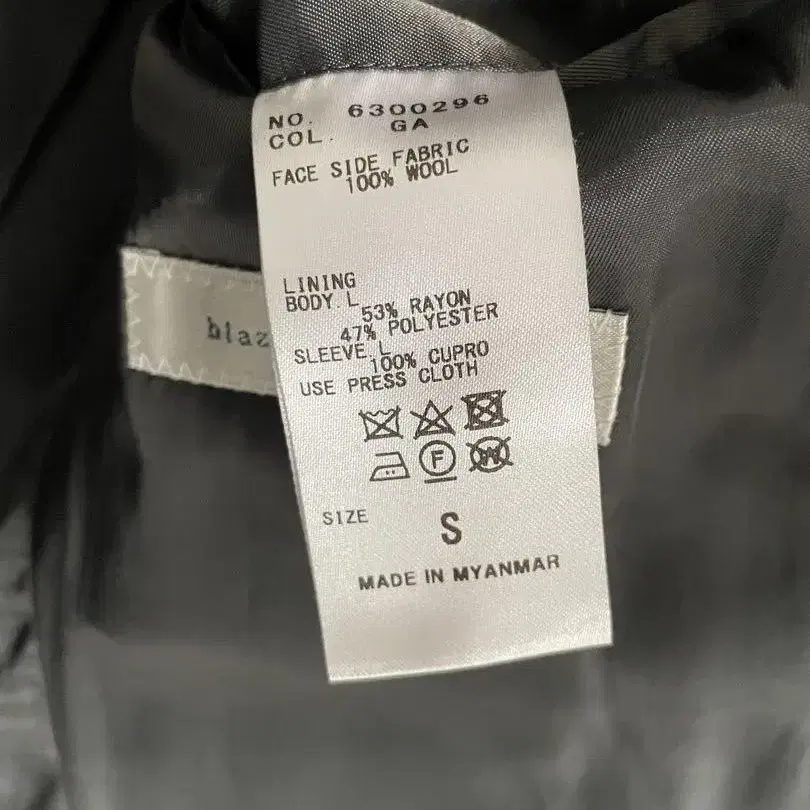 NO. 6300296
COL. GA
FACE SIDE FABRIC
100% WOOL
LINING
BODY.L
53% RAYON
47% POLYESTER
SLEEVE.L
100% CUPRO
USE PRESS CLOTH
F W
SIZE S
MADE IN MYANMAR
blaz